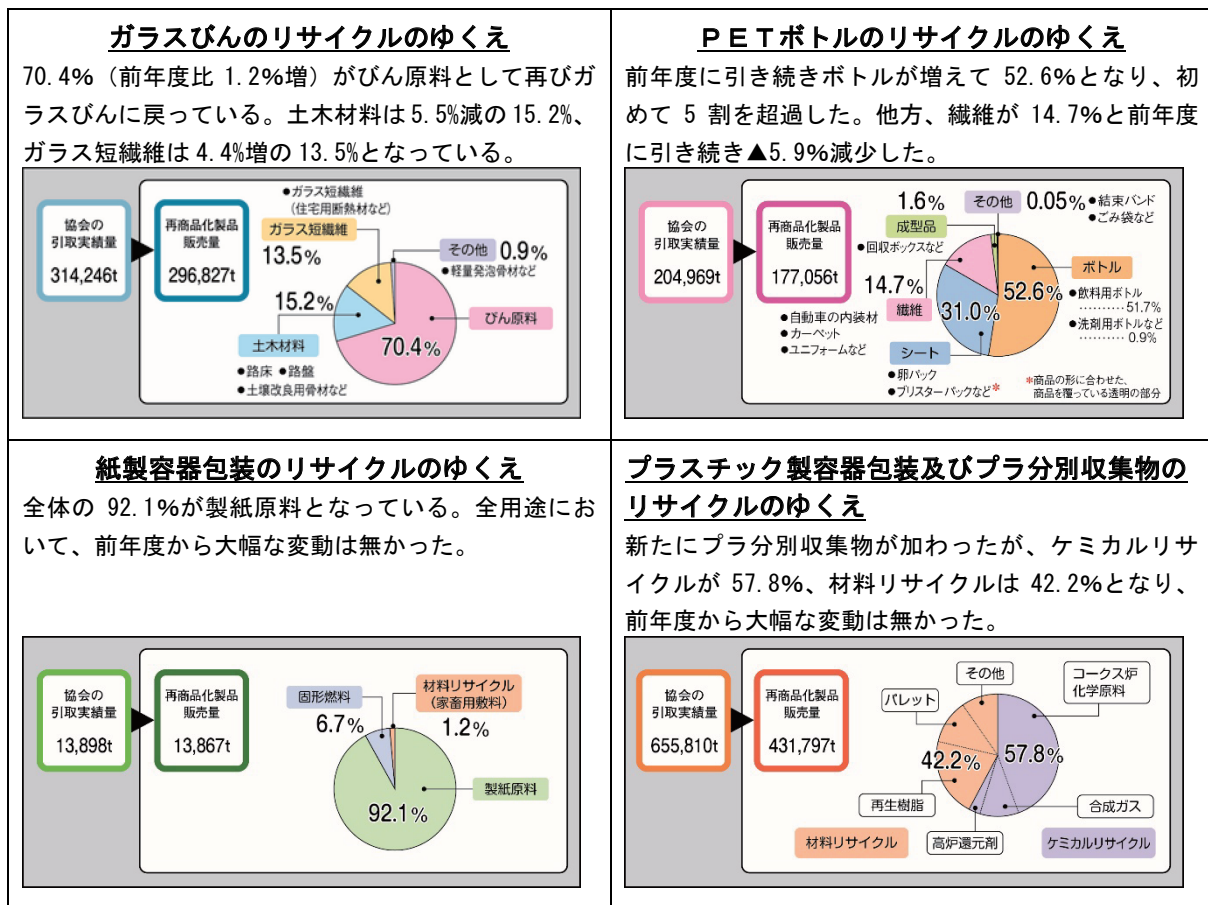 ガラスびんのリサイクルのゆくえ
70.4％（前年度比 1.2％増）がびん原料として再びガ
ラスびんに戻っている。土木材料は5.5％減の15.2％、
ガラス短繊維は4.4％増の13.5％となっている。
協会の
引取実績量
314,246t
再商品化製品
販売量
296,827t
●ガラス短繊維
（住宅用断熱材など）
ガラス短繊維
13.5％
その他 0.9％
●軽量発泡骨材など
15.2％
土木材料
●路床 ●路盤
●土壌改良用骨材など
びん原料
70.4％
ＰＥＴボトルのリサイクルのゆくえ
前年度に引き続きボトルが増えて 52.6％となり、初
めて 5 割を超過した。他方、繊維が 14.7％と前年度
に引き続き▲5.9％減少した。
協会の
引取実績量
204,969t
再商品化製品
販売量
177,056t
1.6％
成型品
●回収ボックスなど
その他 0.05％
●結束バンド
●ごみ袋など
14.7％
繊維
●自動車の内装材
●カーペット
●ユニフォームなど
31.0％
シート
●卵パック
●ブリスターパックなど＊
52.6％
ボトル
●飲料用ボトル
………51.7％
●洗剤用ボトルなど
………0.9％
＊商品の形に合わせた、
商品を覆っている透明の部分
紙製容器包装のリサイクルのゆくえ
全体の 92.1％が製紙原料となっている。全用途にお
いて、前年度から大幅な変動は無かった。
協会の
引取実績量
13,898t
再商品化製品
販売量
13,867t
固形燃料
6.7％
材料リサイクル
（家畜用敷料）
1.2％
製紙原料
92.1％
プラスチック製容器包装及びプラ分別収集物の
リサイクルのゆくえ
新たにプラ分別収集物が加わったが、ケミカルリサ
イクルが 57.8％、材料リサイクルは 42.2％となり、
前年度から大幅な変動は無かった。
協会の
引取実績量
655,810t
再商品化製品
販売量
431,797t
その他
パレット
コークス炉
化学原料
42.2％
57.8％
再生樹脂
合成ガス
材料リサイクル
高炉還元剤
ケミカルリサイクル